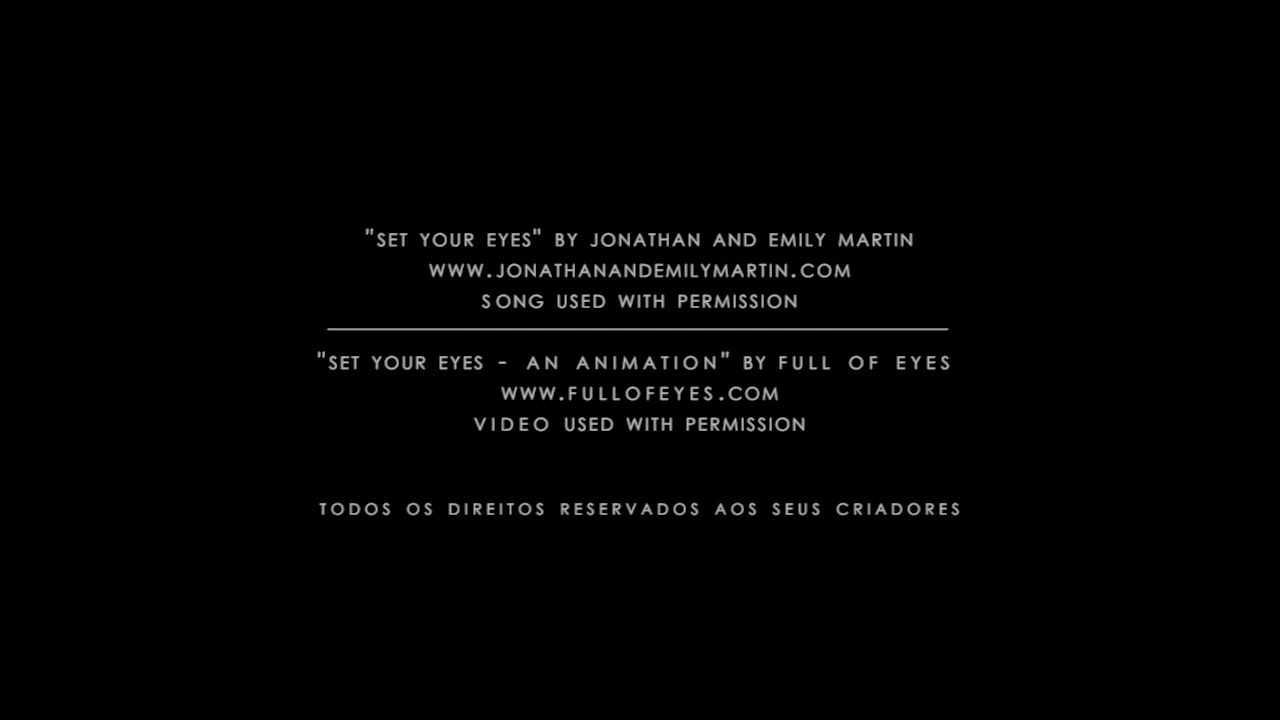 "SET YOUR EYES" BY JONATHAN AND EMILY MARTIN
WWW.JONATHANANDEMILYMARTIN.COM
SONG USED WITH PERMISSION
"SET YOUR EYES - AN ANIMATION" BY FULL OF EYES
WWW.FULLOFEYES.COM
VIDEO USED WITH PERMISSION
TODOS OS DIREITOS RESERVADOS AOS SEUS CRIADORES